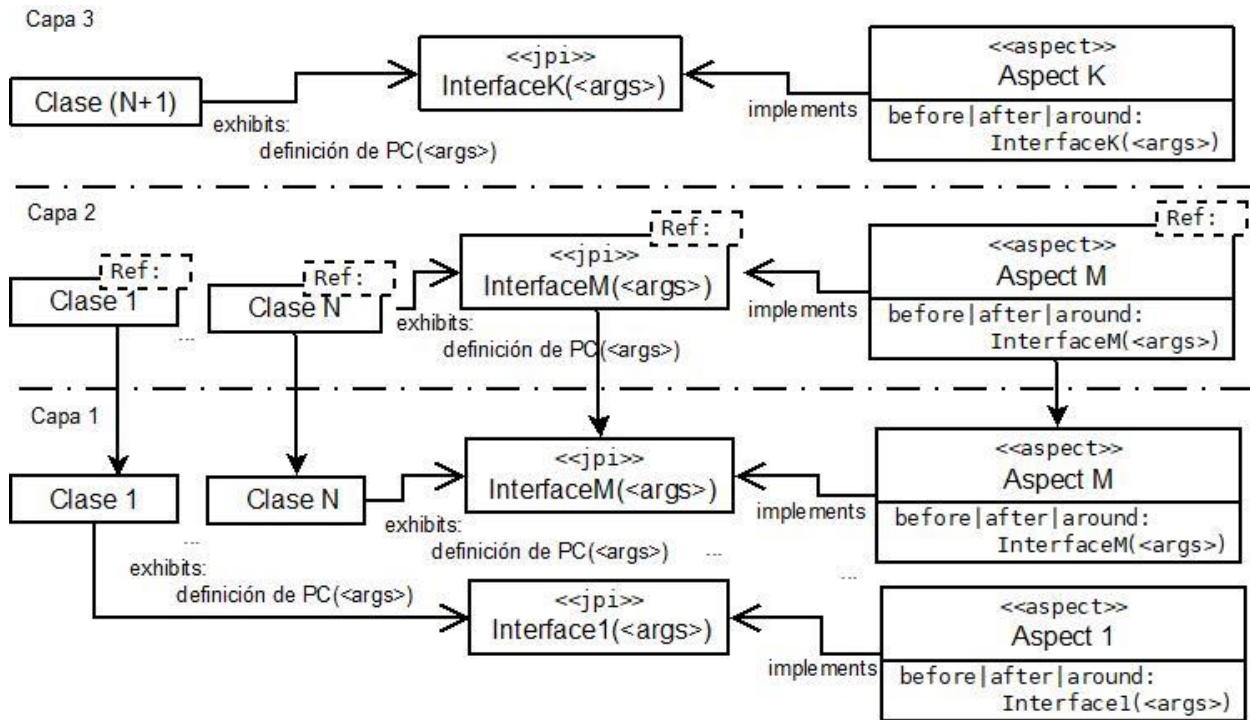 Capa 3
Clase (N+1)
exhibits:
definición de PC(<args>)
<<jpi>>
InterfaceK(<args>)
implements
<<aspect>>
Aspect K
before|after|around:
InterfaceK(<args>)
Capa 2
Ref:
Clase 1
...
Ref:
Clase N
exhibits:
definición de PC(<args>)
Ref:
<<jpi>>
InterfaceM(<args>)
implements
Ref:
<<aspect>>
Aspect M
before|after|around:
InterfaceM(<args>)
Capa 1
Clase 1
...
exhibits:
definición de PC(<args>)
Clase N
exhibits:
definición de PC(<args>)
...
<<jpi>>
InterfaceM(<args>)
implements
...
<<aspect>>
Aspect M
before|after|around:
InterfaceM(<args>)
<<jpi>>
Interface1(<args>)
implements
<<aspect>>
Aspect 1
before|after|around:
Interface1(<args>)